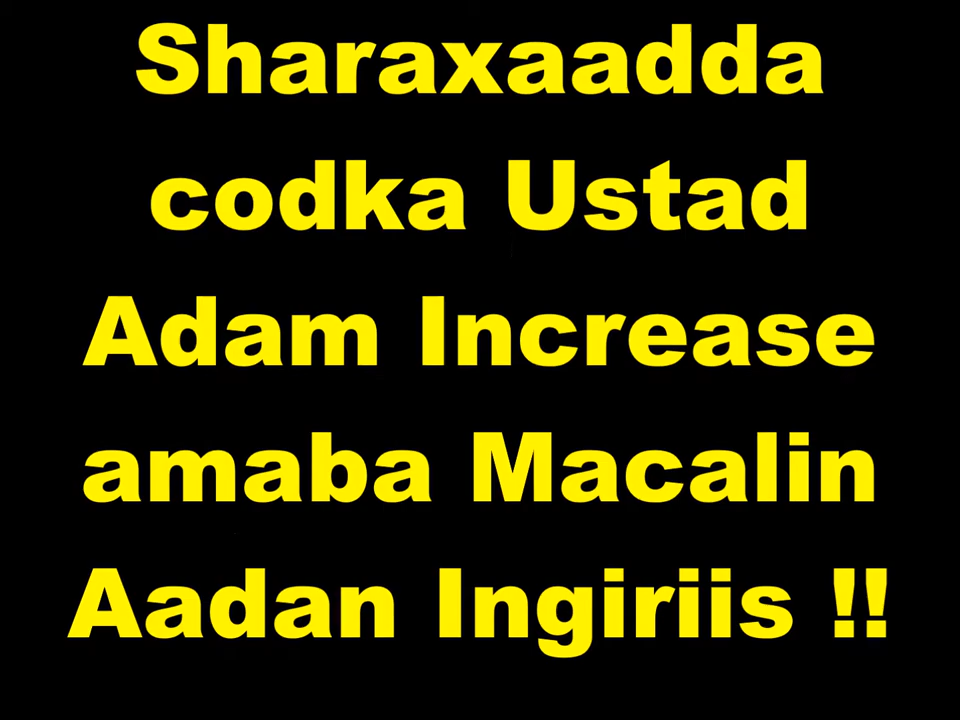 Sharaxaadda
codka Ustad
Adam Increase
amaba Macalin
Aadan Ingiriis !!